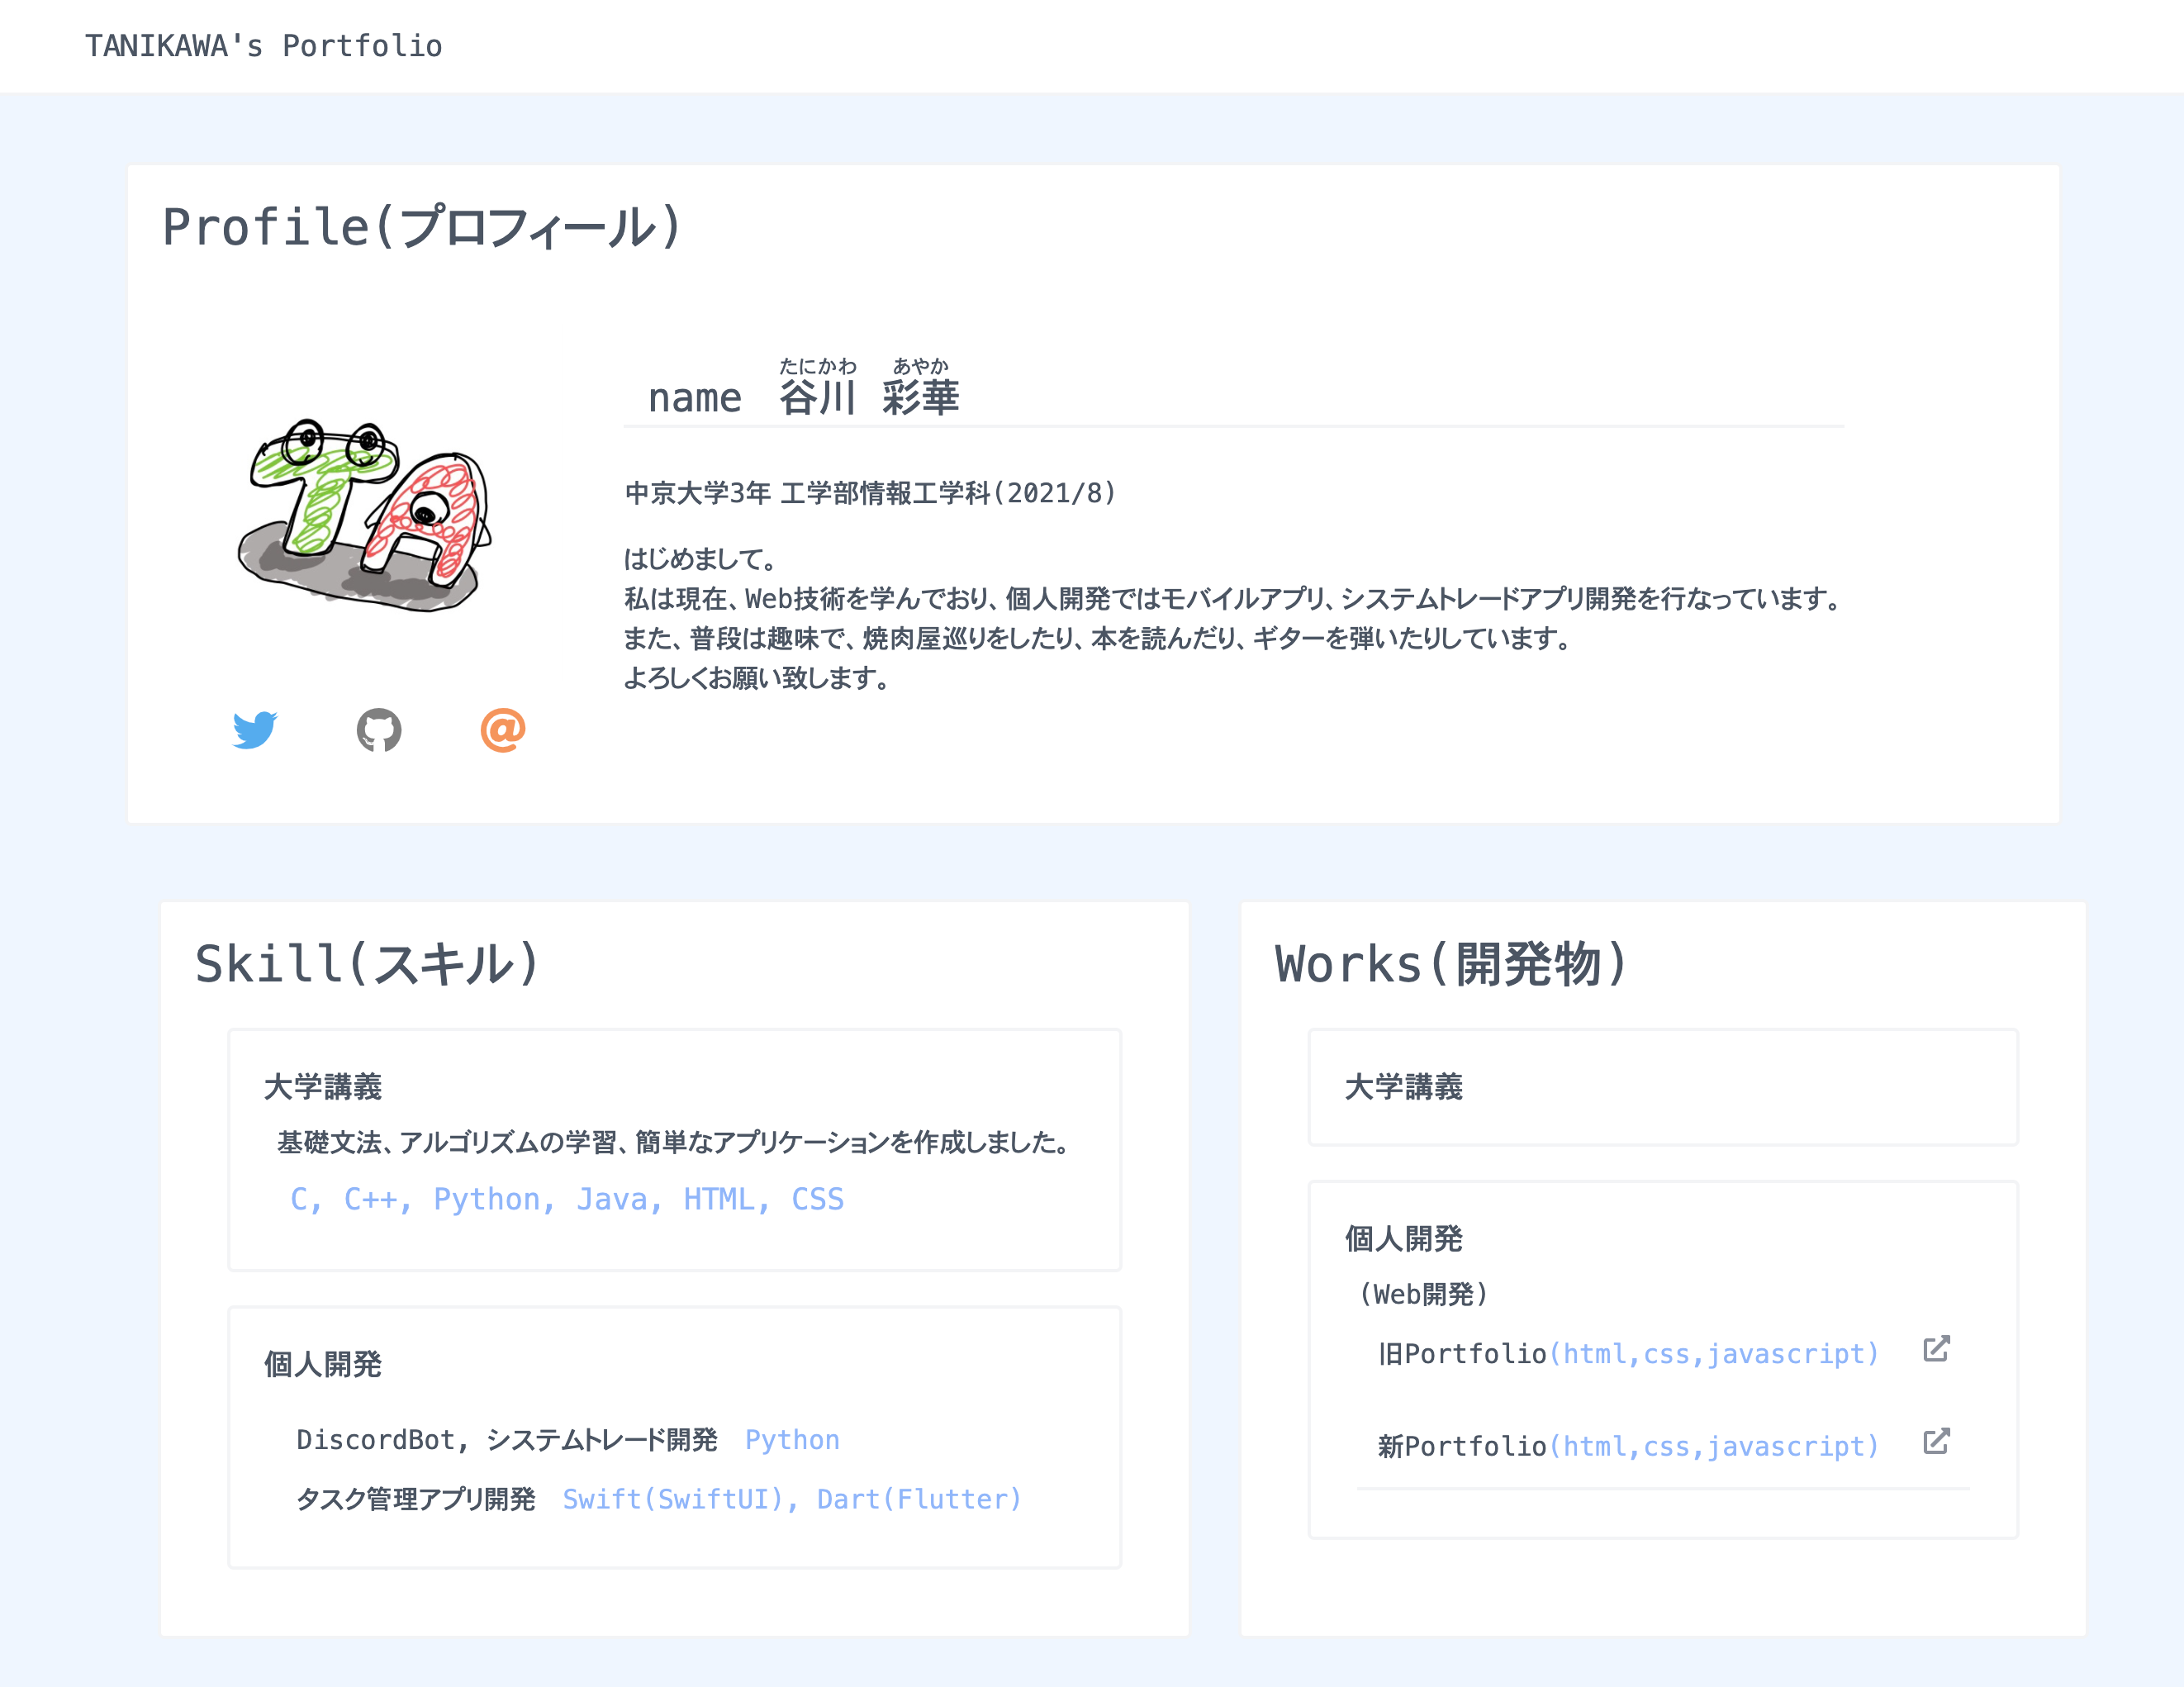 TANIKAWA's Portfolio
Profile(プロフィール)
たにかわ あやか
name 谷川 彩華
中京大学3年 工学部情報工学科(2021/8)
はじめまして。
私は現在、Web技術を学んでおり、個人開発ではモバイルアプリ、システムトレードアプリ開発を行なっています。
また、普段は趣味で、焼肉屋巡りをしたり、本を読んだり、ギターを弾いたりしています。
よろしくお願い致します。
TA
@
Skill(スキル)
大学講義
基礎文法、アルゴリズムの学習、簡単なアプリケーションを作成しました。
C, C++, Python, Java, HTML, CSS
個人開発
DiscordBot, システムトレード開発 Python
タスク管理アプリ開発 Swift(SwiftUI), Dart(Flutter)
Works(開発物)
大学講義
個人開発
(Web開発)
旧Portfolio(html,css,javascript)
新Portfolio(html,css,javascript)